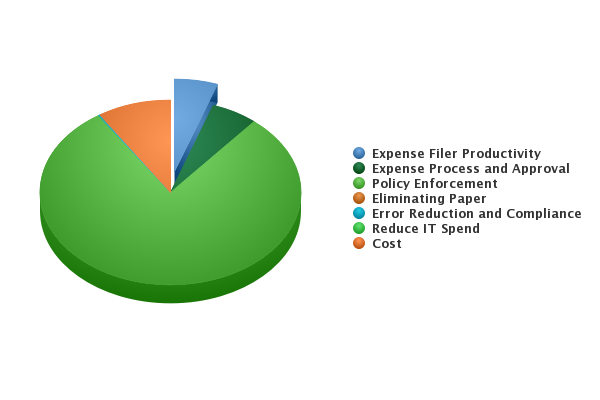 Expense Filer Productivity
Expense Process and Approval
Policy Enforcement
Eliminating Paper
Error Reduction and Compliance
Reduce IT Spend
Cost